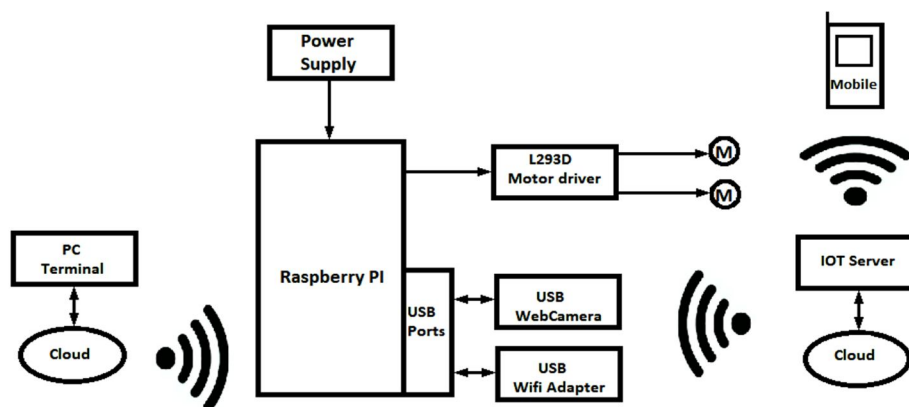 Power
Supply
Mobile
L293D
Motor driver
M
M
PC
Terminal
Raspberry PI
IOT Server
USB
Ports
USB
WebCamera
Cloud
USB
Wifi Adapter
Cloud